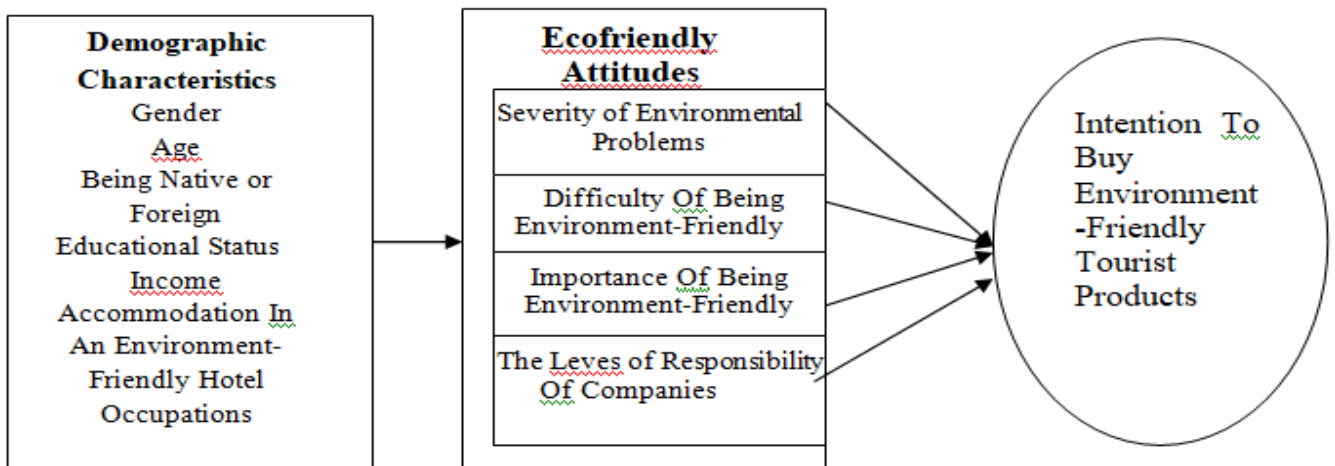 Demographic
Characteristics
Gender
Age
Being Native or
Foreign
Educational Status
Income
Accommodation In
An Environment-
Friendly Hotel
Occupations
Ecofriendly
Attitudes
Severity of Environmental
Problems
Difficulty Of Being
Environment-Friendly
Importance Of Being
Environment-Friendly
The Leves of Responsibility
Of Companies
Intention To
Buy
Environment
-Friendly
Tourist
Products